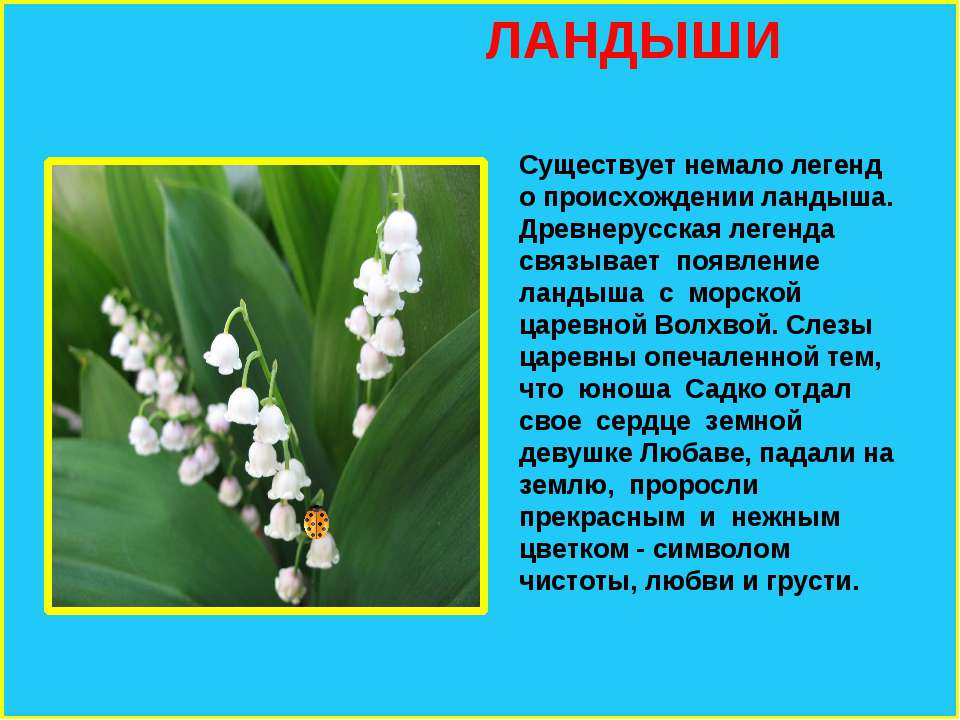 ЛАНДЫШИ
Существует немало легенд
о происхождении ландыша.
Древнерусская легенда
связывает появление
ландыша с морской
царевной Волхвой. Слезы
царевны опечаленной тем,
что юноша Садко отдал
свое сердце земной
девушке Любаве, падали на
землю, проросли
прекрасным и нежным
цветком - символом
чистоты, любви и грусти.